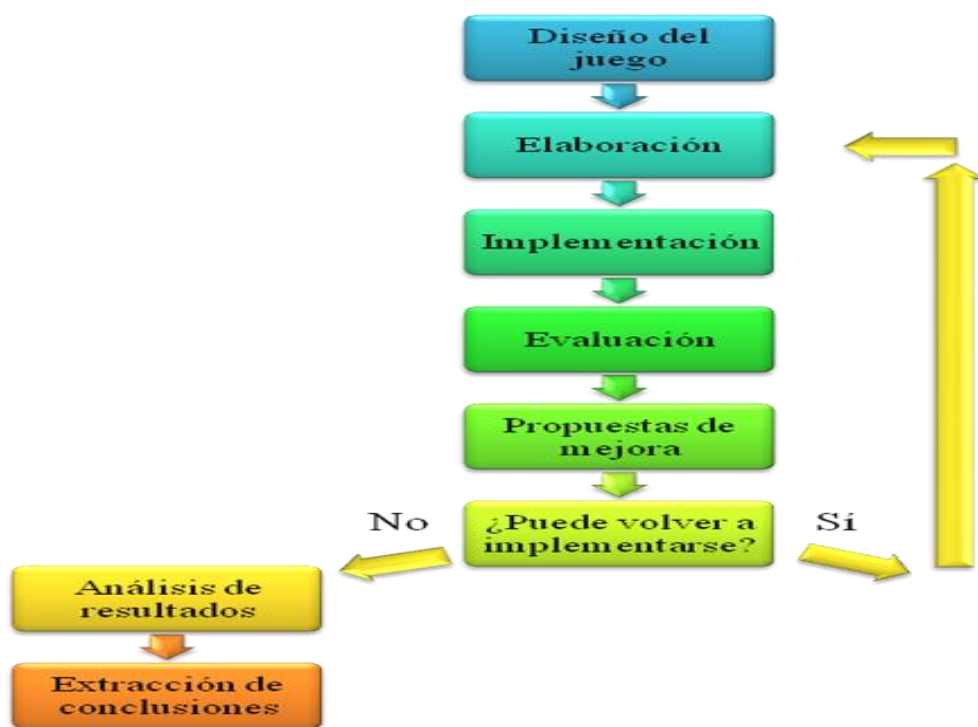 Diseño del
juego
Elaboración
Implementación
Evaluación
Propuestas de
mejora
No
¿Puede volver a
implementarse?
Sí
Análisis de
resultados
Extracción de
conclusiones